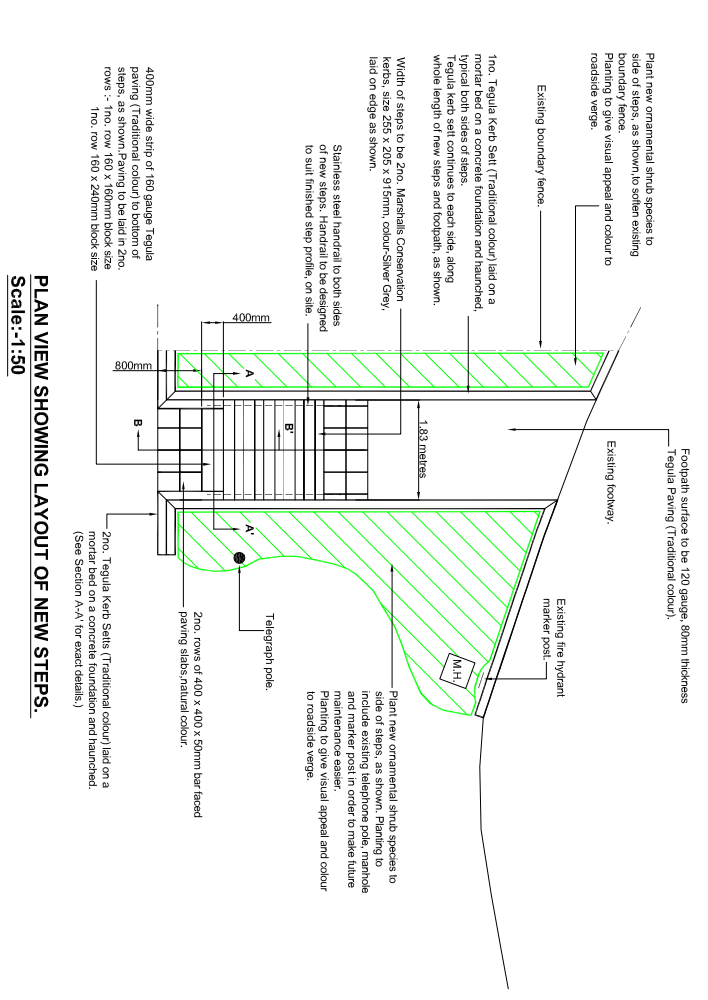 Footpath surface to be 120 gauge, 80mm thickness
Tegula Paving (Traditional colour).
Plant new ornamental shrub species to
side of steps, as shown,to soften existing
boundary fence.
Planting to give visual appeal and colour to
roadside verge.
Existing boundary fence.
1no. Tegula Kerb Sett (Traditional colour) laid on a
mortar bed on a concrete foundation and haunched,
typical both sides of steps.
Tegula kerb sett continues to each side, along
whole length of new steps and footpath, as shown.
Width of steps to be 2no. Marshalls Conservation
kerbs, size 255 x 205 x 915mm, colour-Silver Grey,
laid on edge as shown.
Stainless steel handrail to both sides
of new steps. Handrail to be designed
to suit finished step profile, on site.
400mm wide strip of 160 gauge Tegula
paving (Traditional colour) to bottom of
steps, as shown.Paving to be laid in 2no.
rows :- 1no. row 160 x 160mm block size
1no. row 160 x 240mm block size
Existing footway.
1.83 metres
400mm
800mm
A
A'
B
B'
Existing fire hydrant
marker post.
M.H.
Plant new ornamental shrub species to
side of steps, as shown. Planting to
include existing telephone pole, manhole
and marker post in order to make future
maintenance easier.
Planting to give visual appeal and colour
to roadside verge.
Telegraph pole.
2no. rows of 400 x 400 x 50mm bar faced
paving slabs,natural colour.
2no. Tegula Kerb Setts (Traditional colour) laid on a
mortar bed on a concrete foundation and haunched.
(See Section A-A' for exact details.)
PLAN VIEW SHOWING LAYOUT OF NEW STEPS.
Scale:-1:50